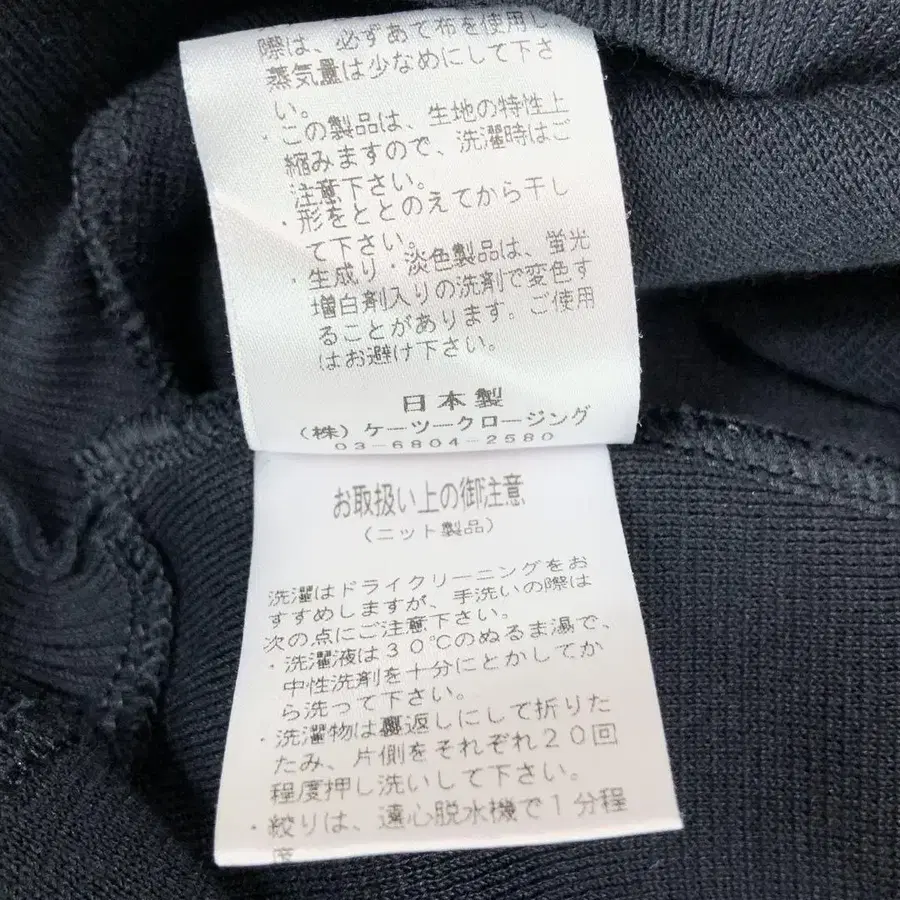 際は、必ずあて布を使用し
蒸気量は少なめにして下さ
い。
・この製品は、生地の特性上
縮みますので、洗濯時はご
注意下さい。
・形をととのえてから干し
て下さい。
・生成り・淡色製品は、蛍光
増白剤入りの洗剤で変色す
ることがあります。ご使用
はお避け下さい。
日本製
(株)ケーツークロージング
03-6804-2580
お取扱い上の御注意
(ニット製品)
洗濯はドライクリーニングをお
すすめしますが、手洗いの際は
次の点にご注意下さい。
・洗濯液は30℃のぬるま湯で、
中性洗剤を十分にとかしてか
ら洗って下さい。
・洗濯物は裏返しにして折りた
たみ、片側をそれぞれ20回
程度押し洗いして下さい。
・絞りは、遠心脱水機で1分程
度